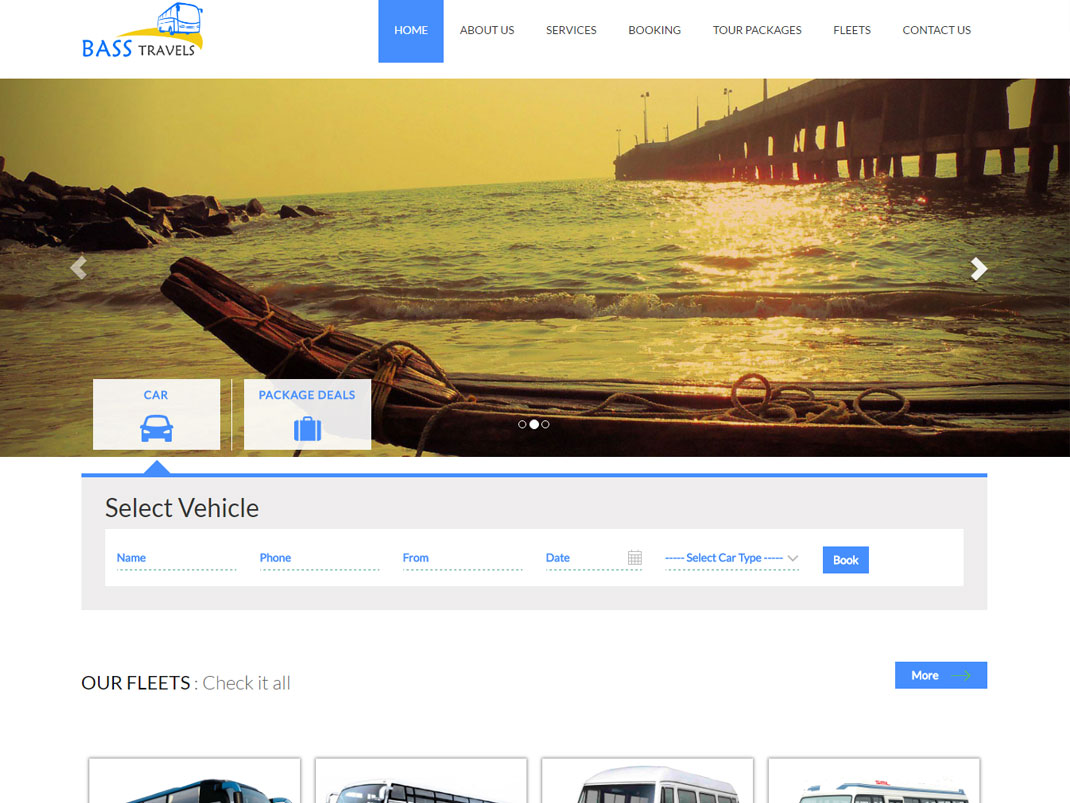 BASS TRAVELS
HOME ABOUT US SERVICES BOOKING TOUR PACKAGES FLEETS CONTACT US
CAR
PACKAGE DEALS
Select Vehicle
Name Phone From Date ----- Select Car Type ----- Book
OUR FLEETS : Check it all
More